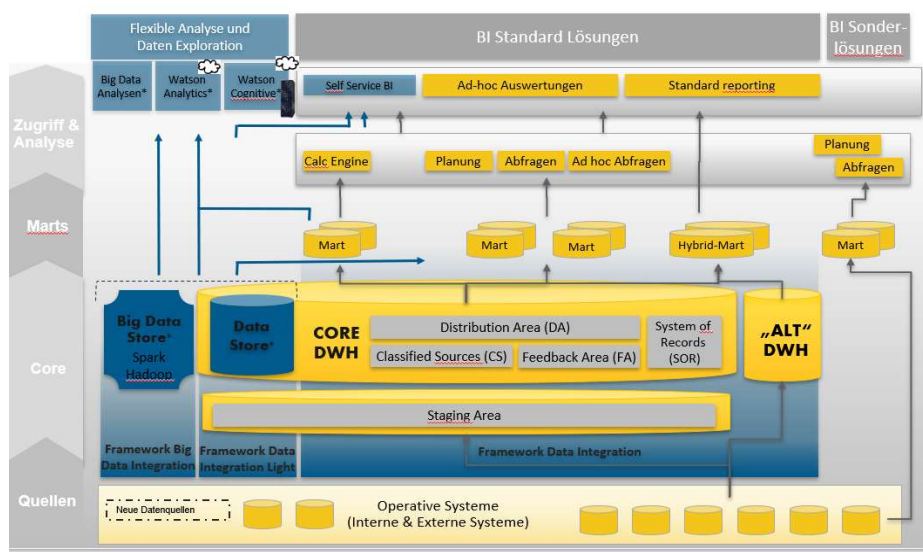 Flexible Analyse und
Daten Exploration
BI Standard Lösungen
BI Sonder-
lösungen
Big Data
Analysen*
Watson
Analytics*
Watson
Cognitive*
Self Service BI
Ad-hoc Auswertungen
Standard reporting
Zugriff &
Analyse
Calc Engine
Planung
Abfragen
Ad hoc Abfragen
Planung
Abfragen
Marts
Mart
Mart
Mart
Hybrid-Mart
Mart
Core
Big Data
Store*
Spark
Hadoop
Data
Store*
CORE
DWH
Distribution Area (DA)
Classified Sources (CS)
Feedback Area (FA)
System of
Records
(SOR)
„ALT“
DWH
Staging Area
Framework Big
Data Integration
Framework Data
Integration Light
Framework Data Integration
Quellen
Neue Datenquellen
Operative Systeme
(Interne & Externe Systeme)